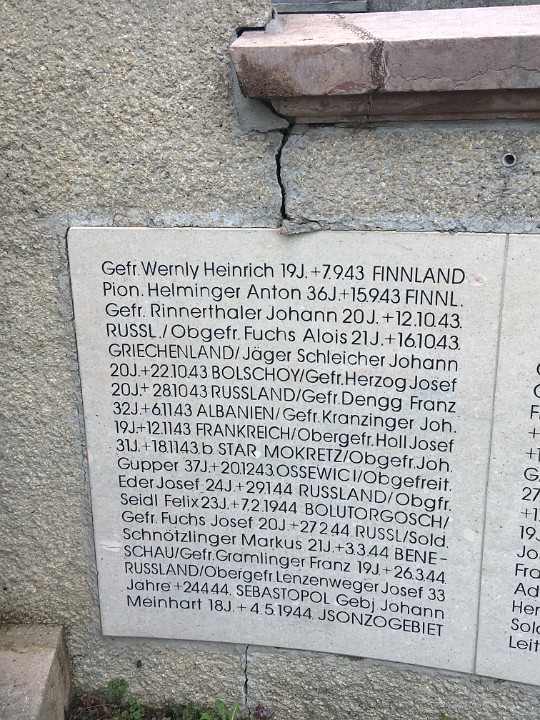 Gefr. Wernly Heinrich 19J. +7.9.43 FINNLAND
Pion. Helminger Anton 36J.+15.9.43 FINNL.
Gefr. Rinnerthaler Johann 20J.+12.10.43.
RUSSL./Obgefr. Fuchs Alois 21J.+16.10.43.
GRIECHENLAND/Jäger Schleicher Johann
20J.+22.10.43 BOLSCHOY/Gefr.Herzog Josef
20J.+28.10.43 RUSSLAND/Gefr.Dengg Franz
32J.+6.11.43 ALBANIEN/Gefr. Kranzinger Joh.
19J.+12.11.43 FRANKREICH/Obergefr.Holl Josef
31J.+18.11.43.b STAR MOKRETZ/Obgefr.Joh.
Gupper 37J.+20.12.43.OSSEWICI/Obgefreit.
Eder Josef 24J.+29.1.44 RUSSLAND/Obgfr.
Seidl Felix 23J.+7.2.1944 BOLUTORGOSCH/
Gefr. Fuchs Josef 20J.+27.2.44 RUSSL/Sold.
Schnötzlinger Markus 21J.+3.3.44 BENE-
SCHAU/Gefr.Gramlinger Franz 19J.+26.3.44
RUSSLAND/Obergefr.Lenzenweger Josef 33
Jahre +24.4.44. SEBASTOPOL Gebj Johann
Meinhart 18J.+4.5.1944. JSONZOGEBIET